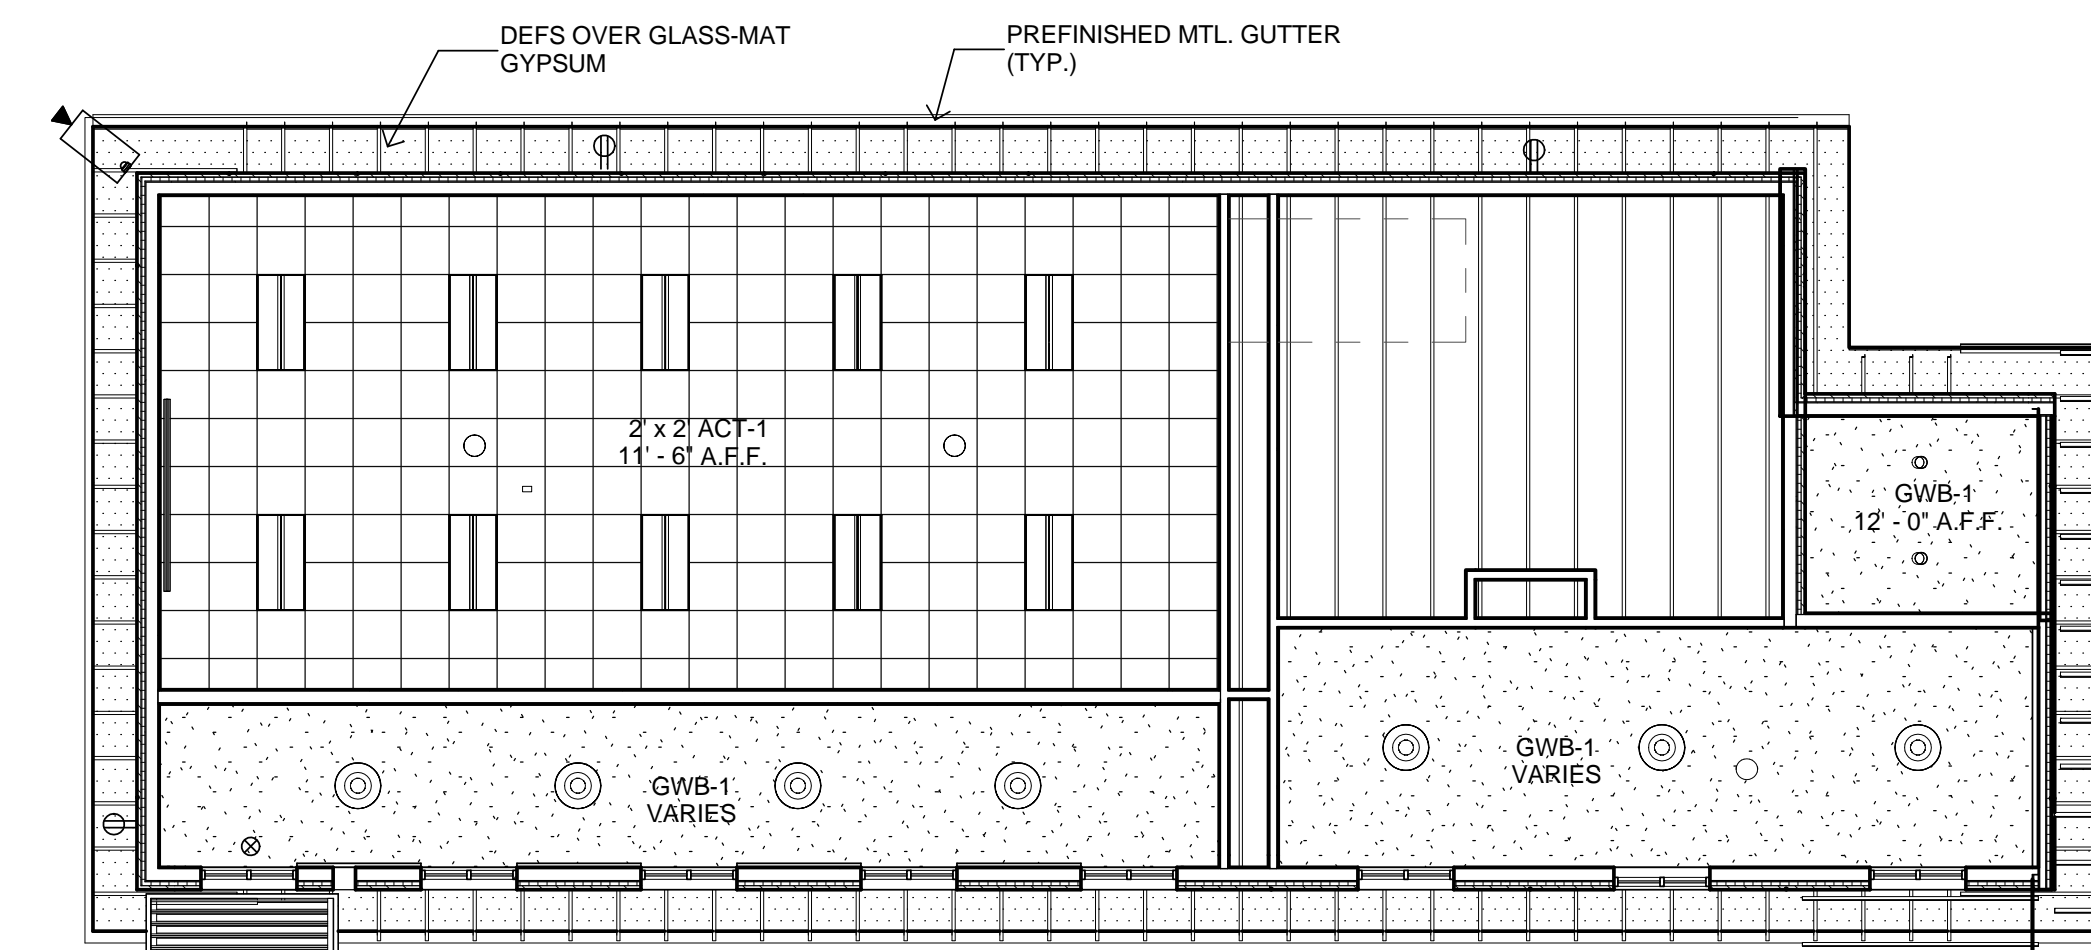 DEFS OVER GLASS-MAT
GYPSUM
PREFINISHED MTL. GUTTER
(TYP.)
2' x 2' ACT-1
11' - 6" A.F.F.
GWB-1
12' - 0" A.F.F.
GWB-1
VARIES
GWB-1
VARIES